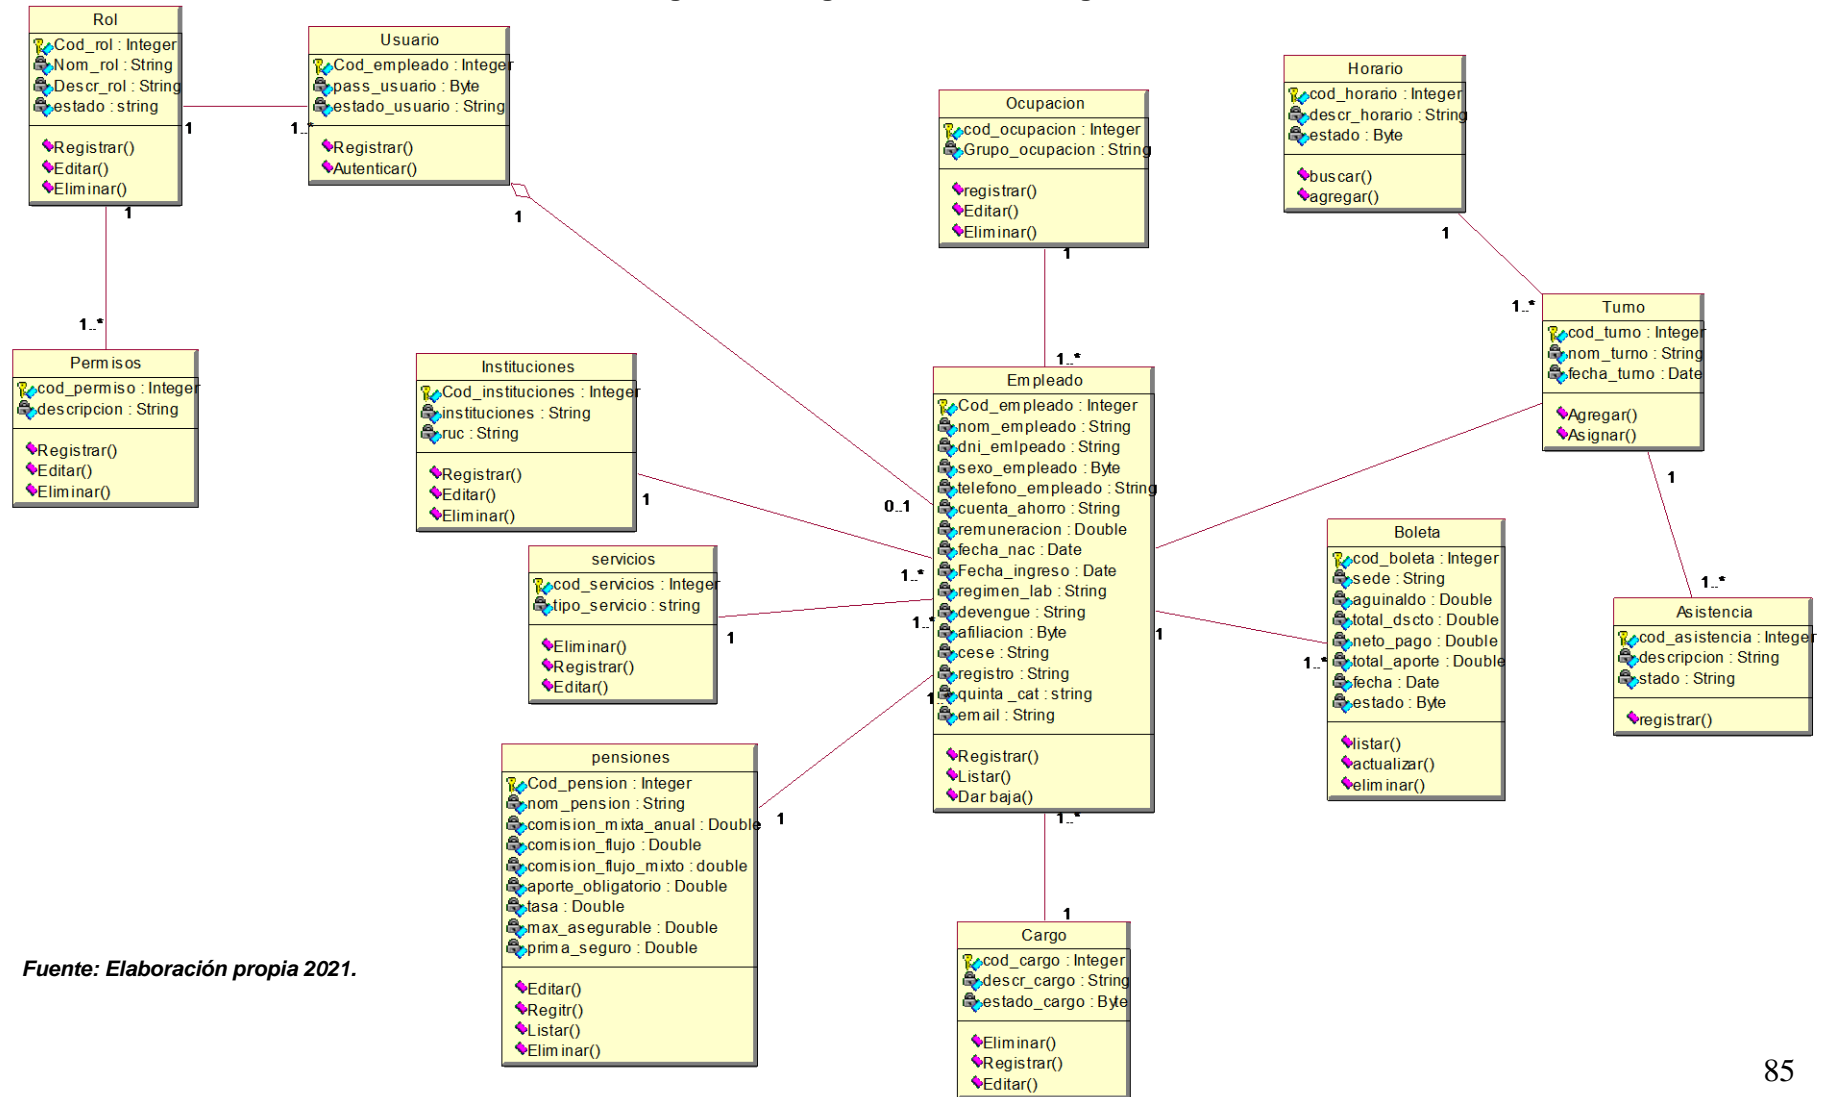 Rol
Cod_rol : Integer
Nom_rol : String
Descr_rol : String
estado : string
Registrar()
Editar()
Eliminar()
1
1..*
1
1..*
Usuario
Cod_empleado : Integer
pass_usuario : Byte
estado_usuario : String
Registrar()
Autenticar()
1
0..1
Permisos
cod_permiso : Integer
descripcion : String
Registrar()
Editar()
Eliminar()
Instituciones
Cod_instituciones : Integer
instituciones : String
ruc : String
Registrar()
Editar()
Eliminar()
1
1..*
servicios
cod_servicios : Integer
tipo_servicio : string
Eliminar()
Registrar()
Editar()
1
1..*
pensiones
Cod_pension : Integer
nom_pension : String
comision_mixta_anual : Double
comision_flujo : Double
comision_flujo_mixto : double
aporte_obligatorio : Double
tasa : Double
max_asegurable : Double
prima_seguro : Double
Editar()
Regitr()
Listar()
Eliminar()
1
Ocupacion
cod_ocupacion : Integer
Grupo_ocupacion : String
registrar()
Editar()
Eliminar()
1
1..*
Empleado
Cod_empleado : Integer
nom_empleado : String
dni_emlpeado : String
sexo_empleado : Byte
telefono_empleado : String
cuenta_ahorro : String
remuneracion : Double
fecha_nac : Date
Fecha_ingreso : Date
regimen_lab : String
devengue : String
afiliacion : Byte
cese : String
registro : String
quinta _cat : string
email : String
Registrar()
Listar()
Dar baja()
1..*
1
Cargo
cod_cargo : Integer
descr_cargo : String
estado_cargo : Byte
Eliminar()
Registrar()
Editar()
Horario
cod_horario : Integer
descr_horario : String
estado : Byte
buscar()
agregar()
1
1..*
Turno
cod_turno : Integer
nom_turno : String
fecha_turno : Date
Agregar()
Asignar()
1
1..*
Boleta
cod_boleta : Integer
sede : String
aguinaldo : Double
total_dscto : Double
neto_pago : Double
total_aporte : Double
fecha : Date
estado : Byte
listar()
actualizar()
eliminar()
1
1..*
Asistencia
cod_asistencia : Integer
descripcion : String
stado : String
registrar()
Fuente: Elaboración propia 2021.
85